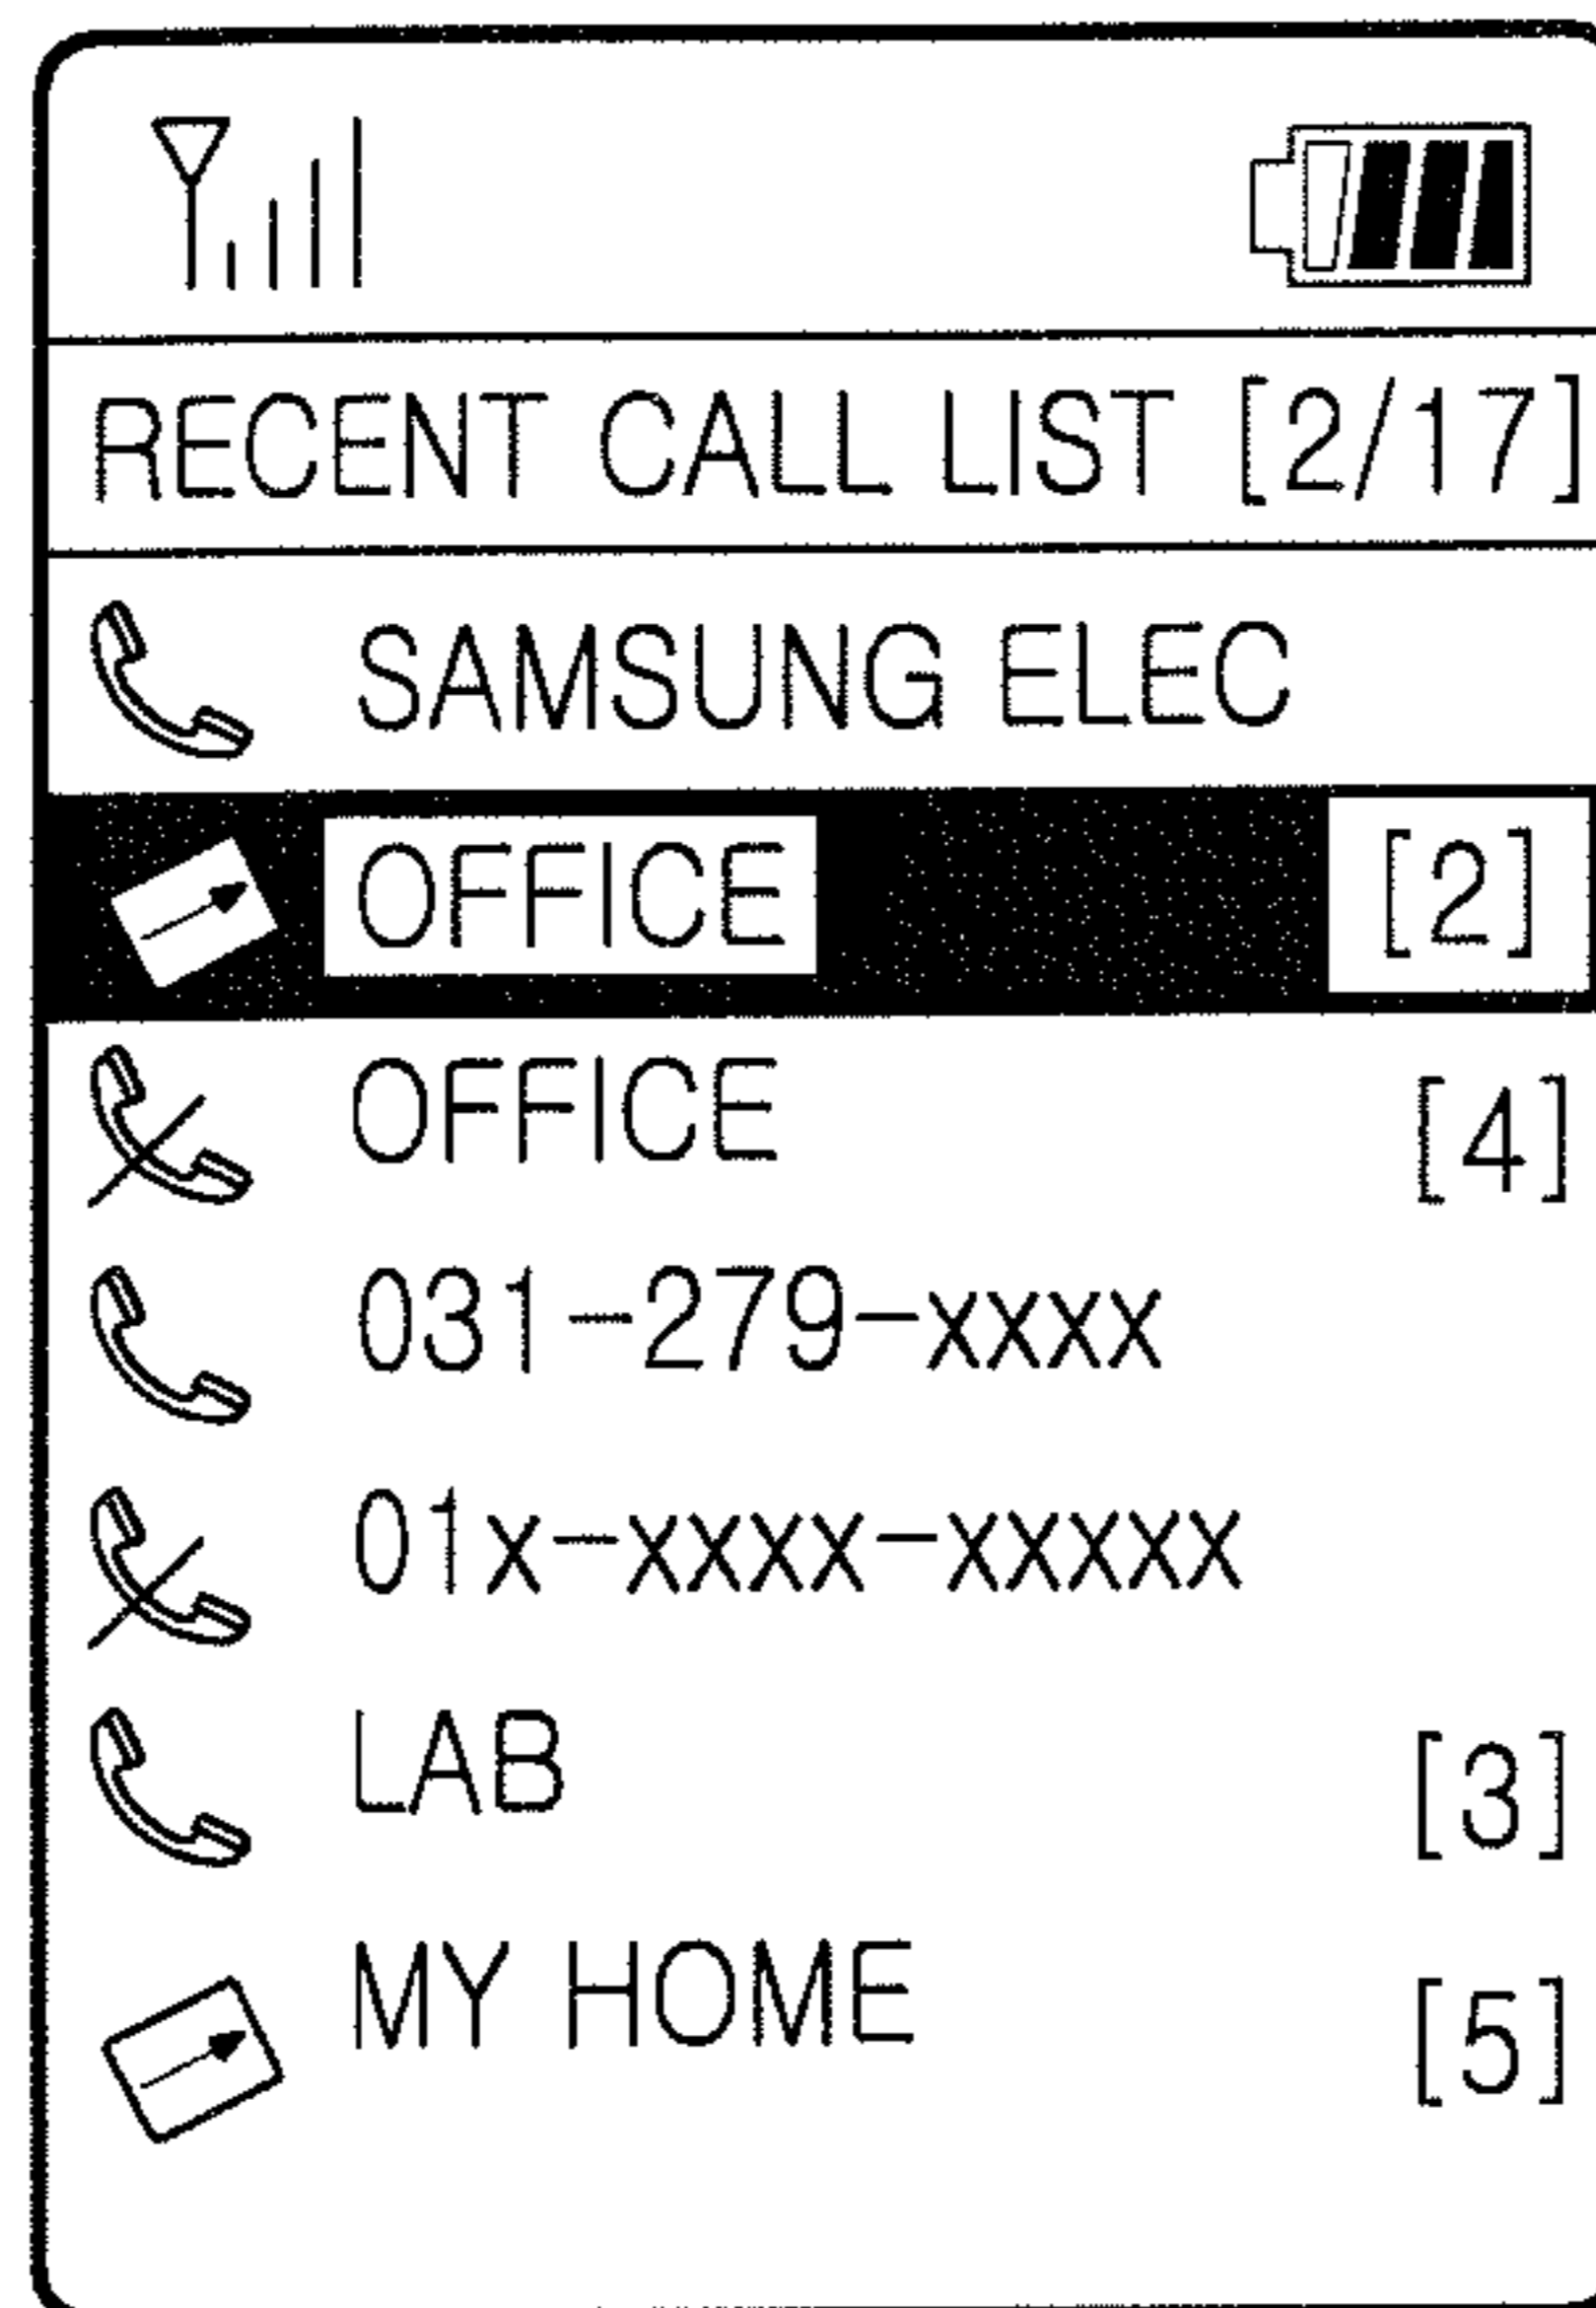 RECENT CALL LIST [2/17]
SAMSUNG ELEC
OFFICE [2]
OFFICE [4]
031-279-xxxx
01x-xxxx-xxxxx
LAB [3]
MY HOME [5]